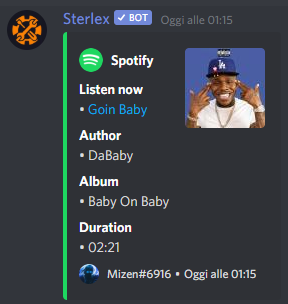 Sterlex ✓ BOT Oggi alle 01:15
Spotify
Listen now
• Goin Baby
Author
• DaBaby
Album
• Baby On Baby
Duration
• 02:21
Mizen#6916 • Oggi alle 01:15
LA